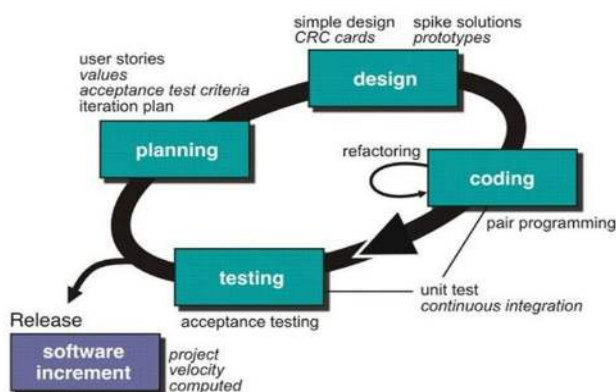 simple design
CRC cards
spike solutions
prototypes
design
user stories
values
acceptance test criteria
iteration plan
planning
refactoring
coding
pair programming
testing
acceptance testing
unit test
continuous integration
Release
software
increment
project
velocity
computed